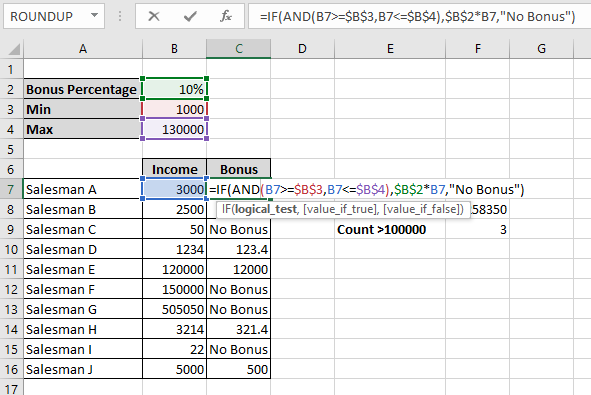 ROUNDUP =IF(AND(B7>=$B$3,B7<=$B$4),$B$2*B7,"No Bonus")
A B C D E F G
1
2 Bonus Percentage 10%
3 Min 1000
4 Max 130000
5
6 Income Bonus
7 Salesman A 3000 =IF(AND(B7>=$B$3,B7<=$B$4),$B$2*B7,"No Bonus")
8 Salesman B 2500 IF(logical_test, [value_if_true], [value_if_false]) 58350
9 Salesman C 50 No Bonus Count >100000 3
10 Salesman D 1234 123.4
11 Salesman E 120000 12000
12 Salesman F 150000 No Bonus
13 Salesman G 505050 No Bonus
14 Salesman H 3214 321.4
15 Salesman I 22 No Bonus
16 Salesman J 5000 500
17